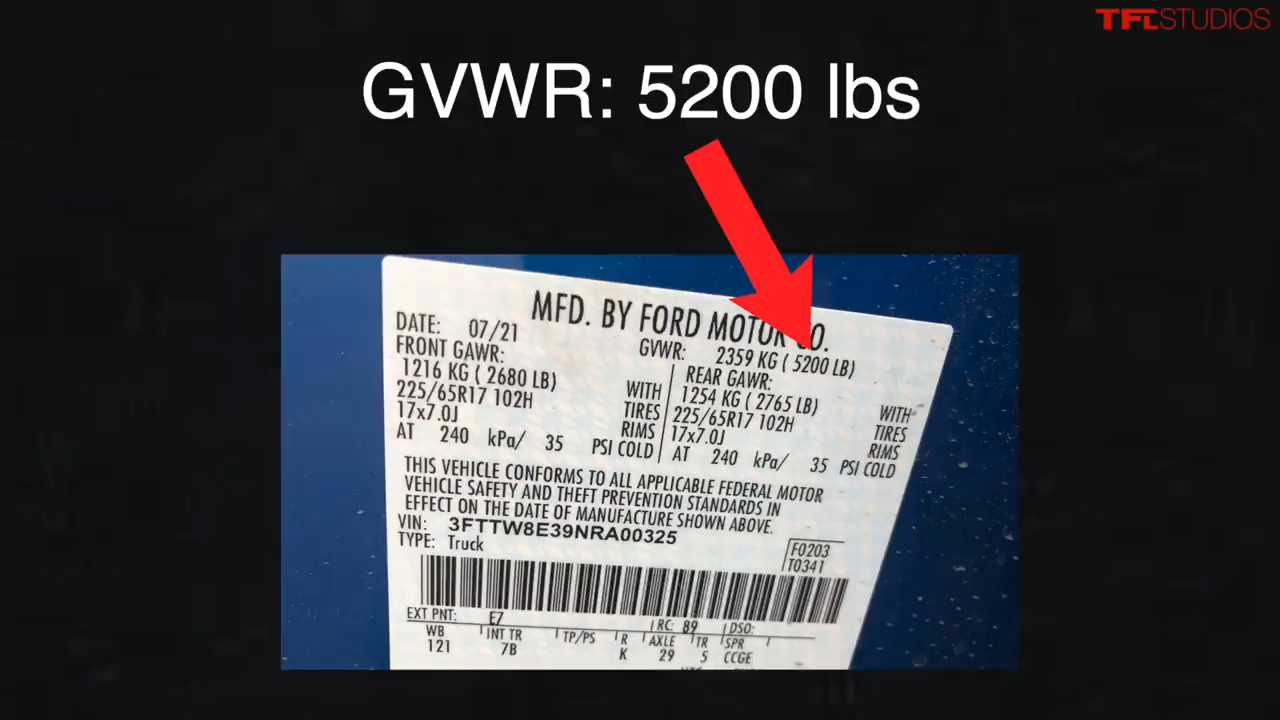 TFLSTUDIOS
GVWR: 5200 lbs
MFD. BY FORD MOTOR CO.
DATE: 07/21
GVWR: 2359 KG ( 5200 LB)
FRONT GAWR:
REAR GAWR:
1216 KG ( 2680 LB)
WITH
1254 KG ( 2765 LB)
WITH
225/65R17 102H
TIRES
225/65R17 102H
TIRES
17x7.0J
RIMS
17x7.0J
RIMS
AT 240 kPa/ 35 PSI COLD
AT 240 kPa/ 35 PSI COLD
THIS VEHICLE CONFORMS TO ALL APPLICABLE FEDERAL MOTOR
VEHICLE SAFETY AND THEFT PREVENTION STANDARDS IN
EFFECT ON THE DATE OF MANUFACTURE SHOWN ABOVE.
VIN: 3FTTW8E39NRA00325
TYPE: Truck
F0203
T0341
EXT PNT: E7
RC: 89
DSO:
WB
INT TR
TP/PS
R
AXLE
TR
SPR
121
7B
K
29
5
CCGE